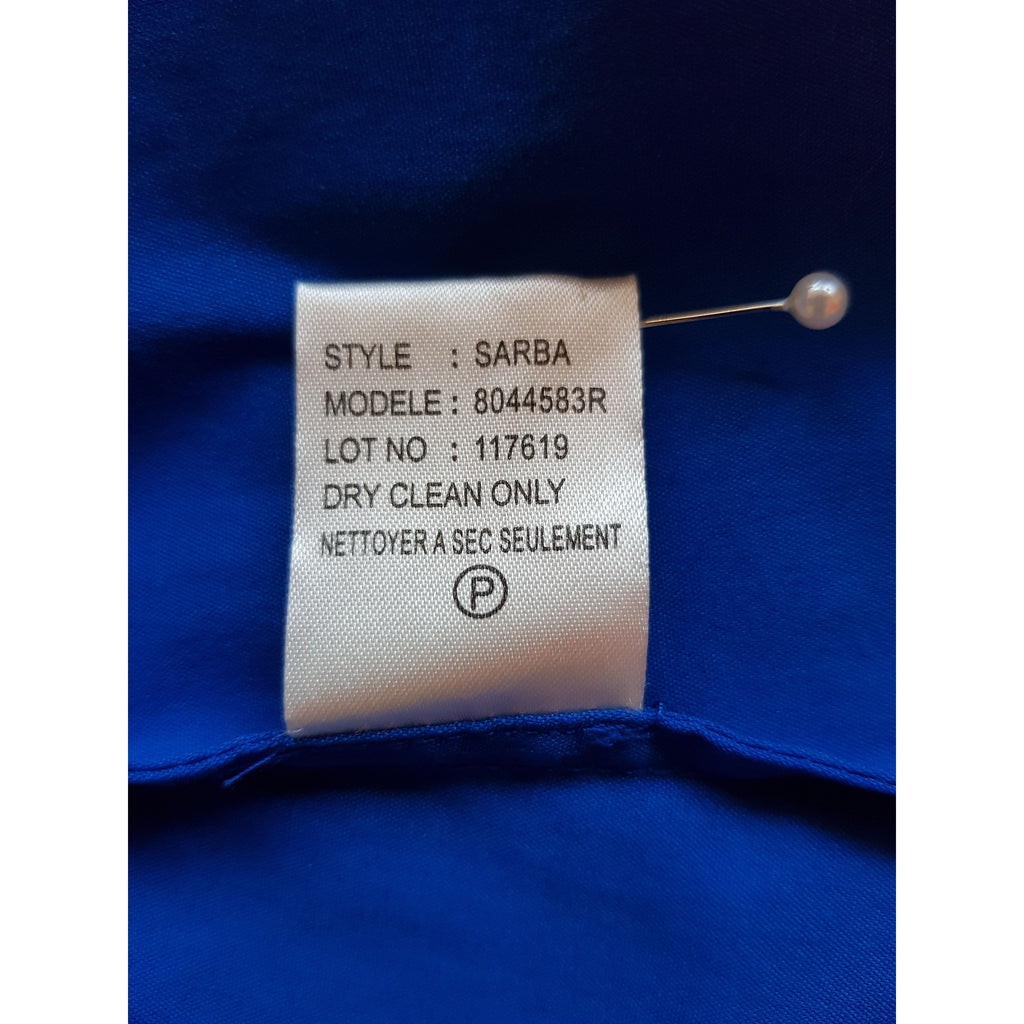 STYLE : SARBA
MODELE : 8044583R
LOT NO : 117619
DRY CLEAN ONLY
NETTOYER A SEC SEULEMENT
P